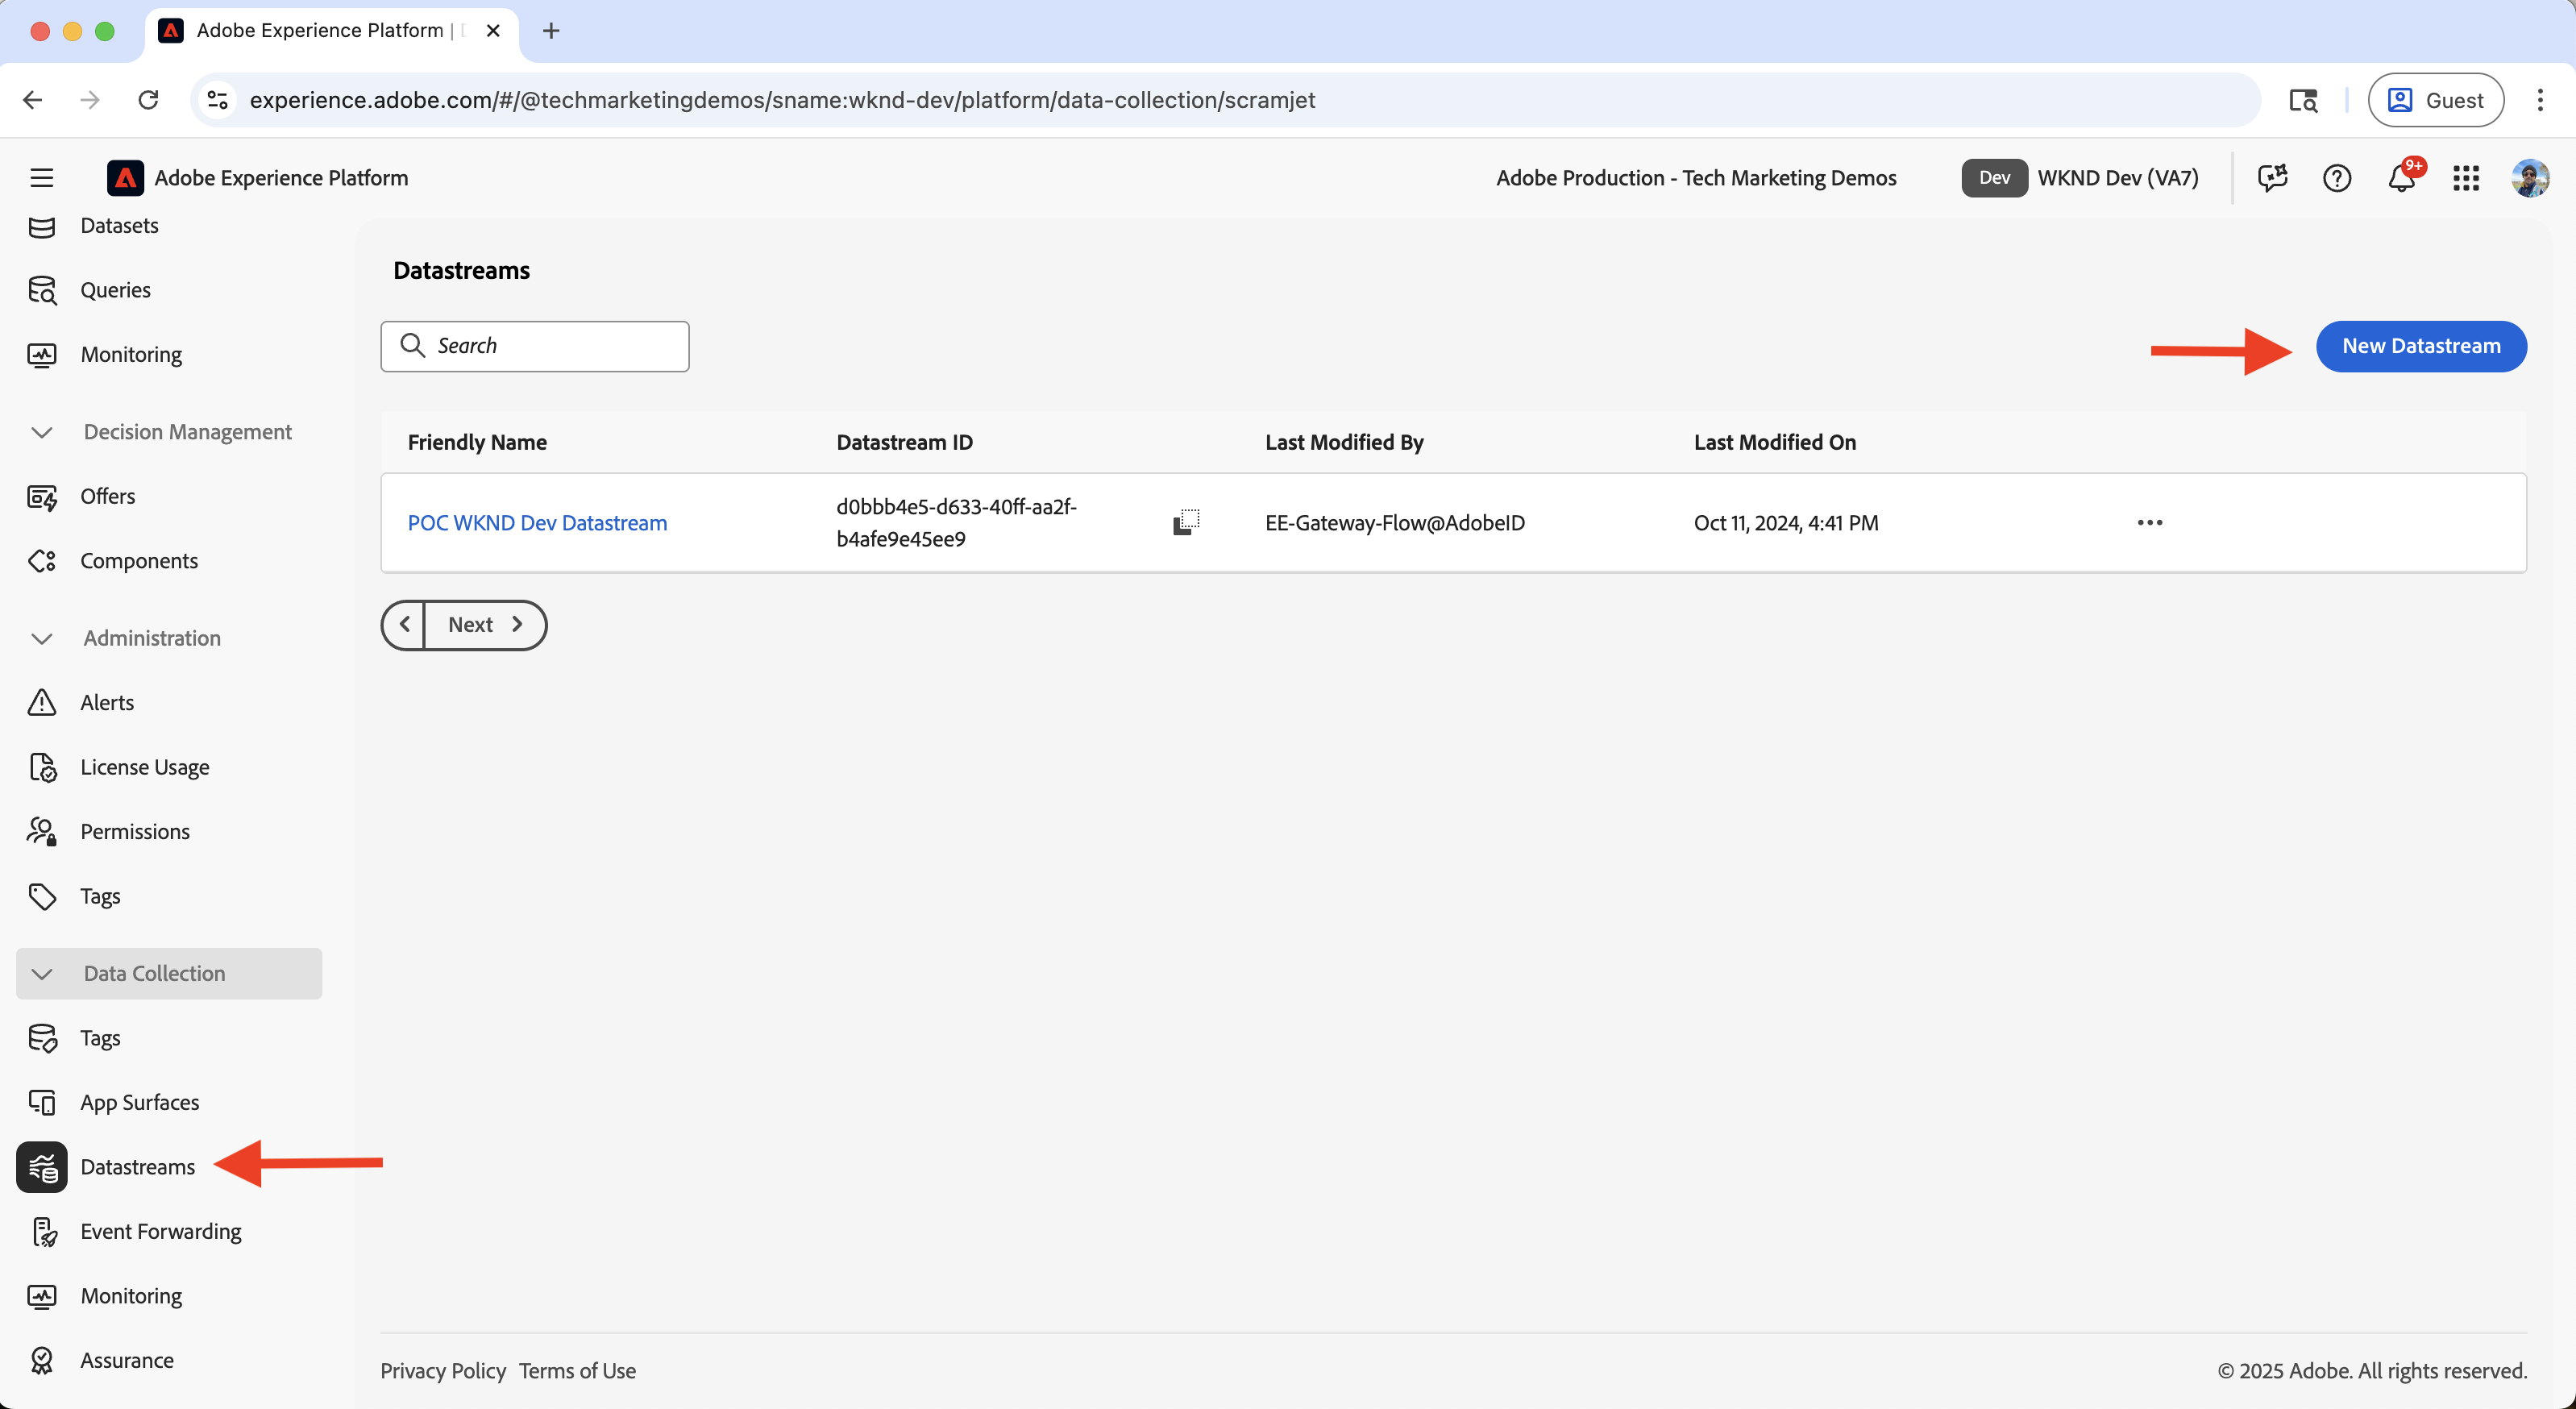 Adobe Experience Platform |
experience.adobe.com/#/@techmarketingdemos/sname:wknd-dev/platform/data-collection/scramjet
Guest
Adobe Experience Platform
Adobe Production - Tech Marketing Demos
Dev
WKND Dev (VA7)
9+
Datasets
Queries
Monitoring
Decision Management
Offers
Components
Administration
Alerts
License Usage
Permissions
Tags
Data Collection
Tags
App Surfaces
Datastreams
Event Forwarding
Monitoring
Assurance
Datastreams
Search
New Datastream
Friendly Name
Datastream ID
Last Modified By
Last Modified On
POC WKND Dev Datastream
d0bbb4e5-d633-40ff-aa2f-
b4afe9e45ee9
EE-Gateway-Flow@AdobeID
Oct 11, 2024, 4:41 PM
Next
Privacy Policy
Terms of Use
© 2025 Adobe. All rights reserved.